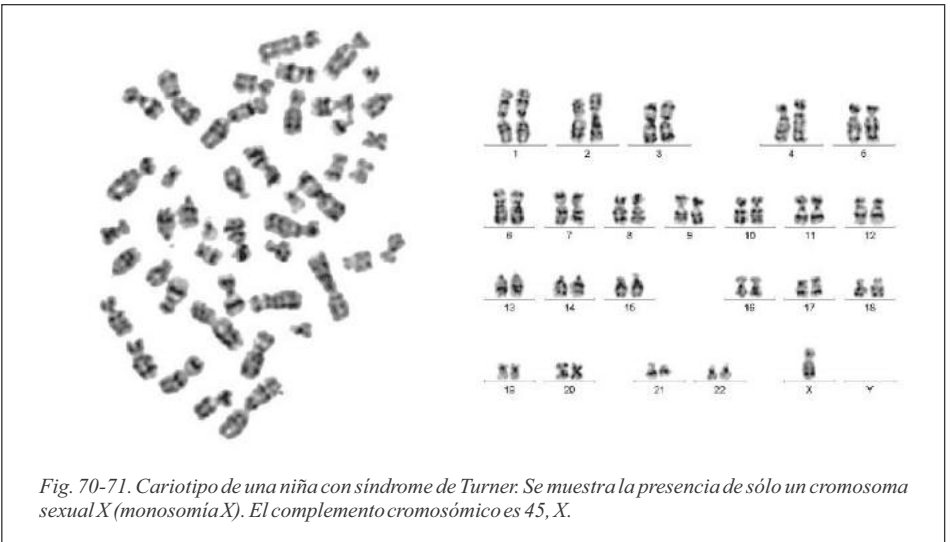 1 2 3 4 5
6 7 8 9 10 11 12
13 14 15 16 17 18
19 20 21 22 X Y
Fig. 70-71. Cariotipo de una niña con síndrome de Turner. Se muestra la presencia de sólo un cromosoma
sexual X (monosomía X). El complemento cromosómico es 45, X.